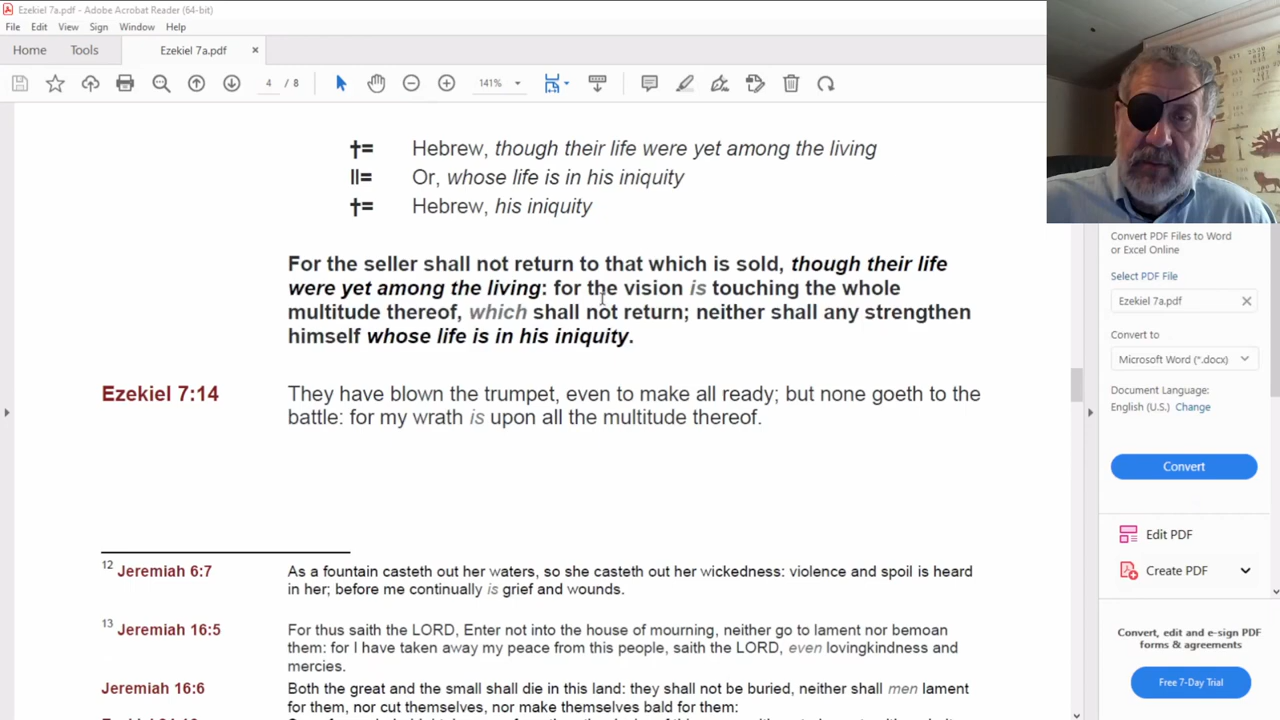 Ezekiel 7a.pdf - Adobe Acrobat Reader (64-bit)
File Edit View Sign Window Help
Home Tools Ezekiel 7a.pdf ×
4 / 8 141%
†= Hebrew, though their life were yet among the living
||= Or, whose life is in his iniquity
†= Hebrew, his iniquity
For the seller shall not return to that which is sold, though their life
were yet among the living: for the vision is touching the whole
multitude thereof, which shall not return; neither shall any strengthen
himself whose life is in his iniquity.
Ezekiel 7:14 They have blown the trumpet, even to make all ready; but none goeth to the
battle: for my wrath is upon all the multitude thereof.
12 Jeremiah 6:7 As a fountain casteth out her waters, so she casteth out her wickedness: violence and spoil is heard
in her; before me continually is grief and wounds.
13 Jeremiah 16:5 For thus saith the LORD, Enter not into the house of mourning, neither go to lament nor bemoan
them: for I have taken away my peace from this people, saith the LORD, even lovingkindness and
mercies.
Jeremiah 16:6 Both the great and the small shall die in this land: they shall not be buried, neither shall men lament
for them, nor cut themselves, nor make themselves bald for them:
Convert PDF Files to Word
or Excel Online
Select PDF File
Ezekiel 7a.pdf
Convert to
Microsoft Word (*.docx)
Document Language:
English (U.S.) Change
Convert
Edit PDF
Create PDF
Convert, edit and e-sign PDF
forms & agreements
Free 7-Day Trial